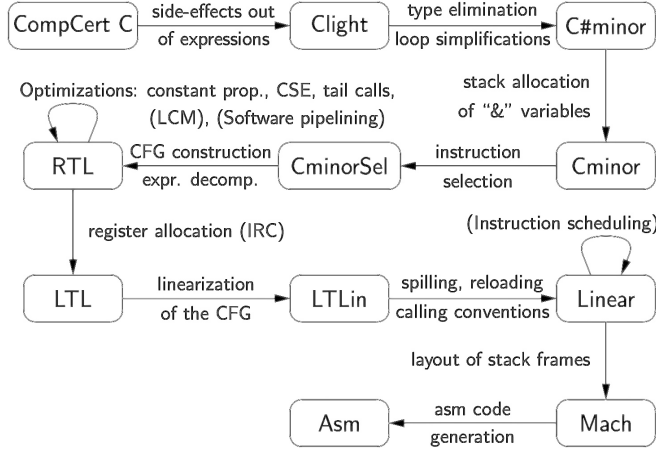 CompCert C
side-effects out
of expressions
Clight
type elimination
loop simplifications
C#minor
Optimizations: constant prop., CSE, tail calls,
(LCM), (Software pipelining)
stack allocation
of “&” variables
RTL
CFG construction
expr. decomp.
CminorSel
instruction
selection
Cminor
register allocation (IRC)
(Instruction scheduling)
LTL
linearization
of the CFG
LTLin
spilling, reloading
calling conventions
Linear
layout of stack frames
Asm
asm code
generation
Mach